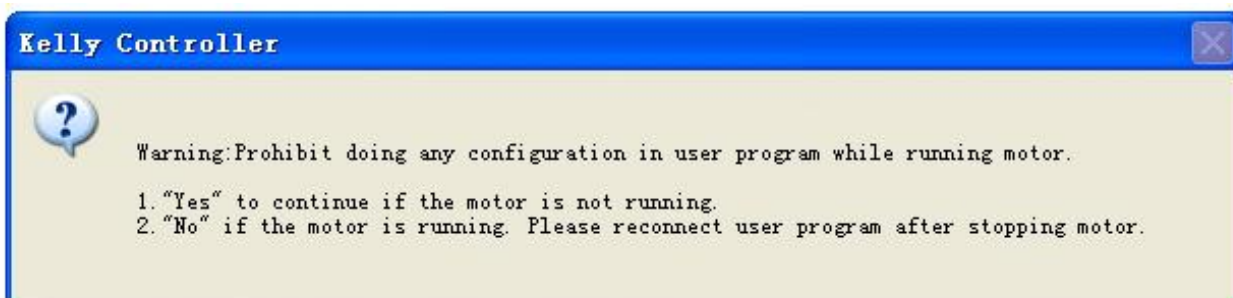 Kelly Controller
?
Warning:Prohibit doing any configuration in user program while running motor.
1."Yes" to continue if the motor is not running.
2."No" if the motor is running. Please reconnect user program after stopping motor.